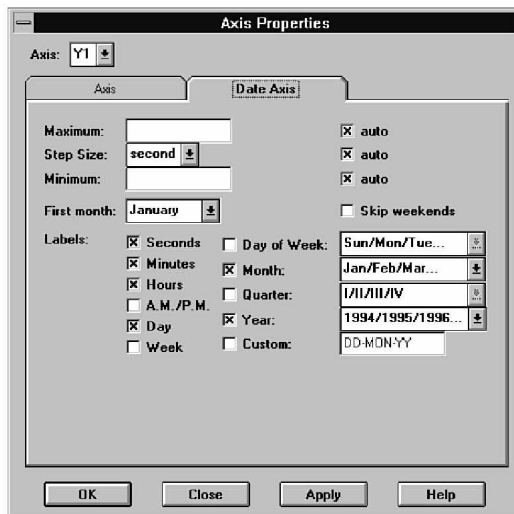 Axis Properties
Axis: Y1
Axis Date Axis
Maximum: auto
Step Size: second auto
Minimum: auto
First month: January Skip weekends
Labels: Seconds Day of Week: Sun/Mon/Tue...
Minutes Month: Jan/Feb/Mar...
Hours Quarter: I/II/III/IV
A.M./P.M. Year: 1994/1995/1996...
Day Custom: DD-MON-YY
Week
OK Close Apply Help